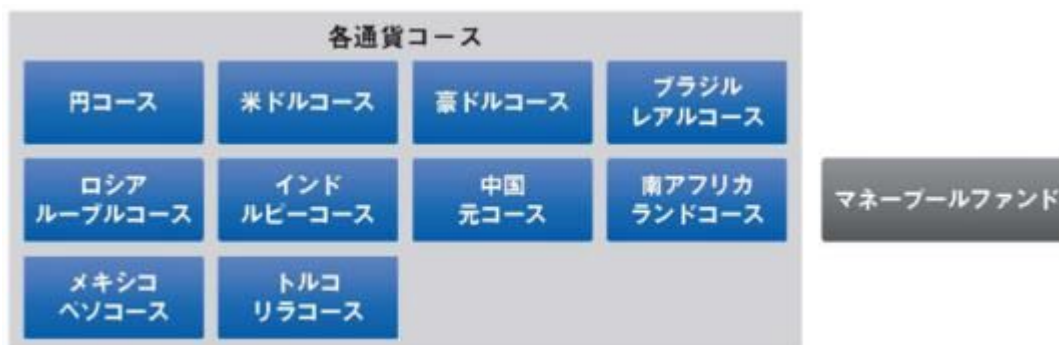 各通貨コース
円コース
米ドルコース
豪ドルコース
ブラジル
レアルコース
ロシア
ルーブルコース
インド
ルピーコース
中国
元コース
南アフリカ
ランドコース
マネープールファンド
メキシコ
ペソコース
トルコ
リラコース